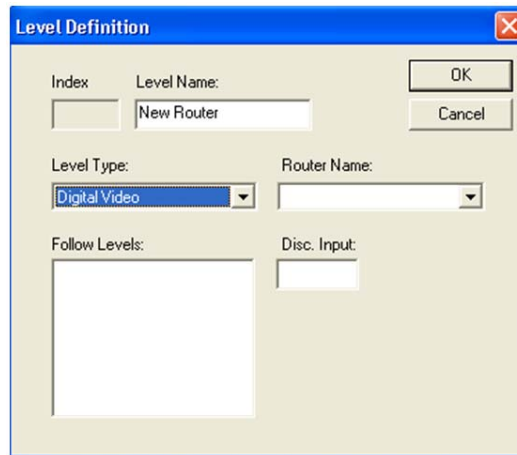 Level Definition
Index
Level Name:
OK
New Router
Cancel
Level Type:
Router Name:
Digital Video
Follow Levels:
Disc. Input: